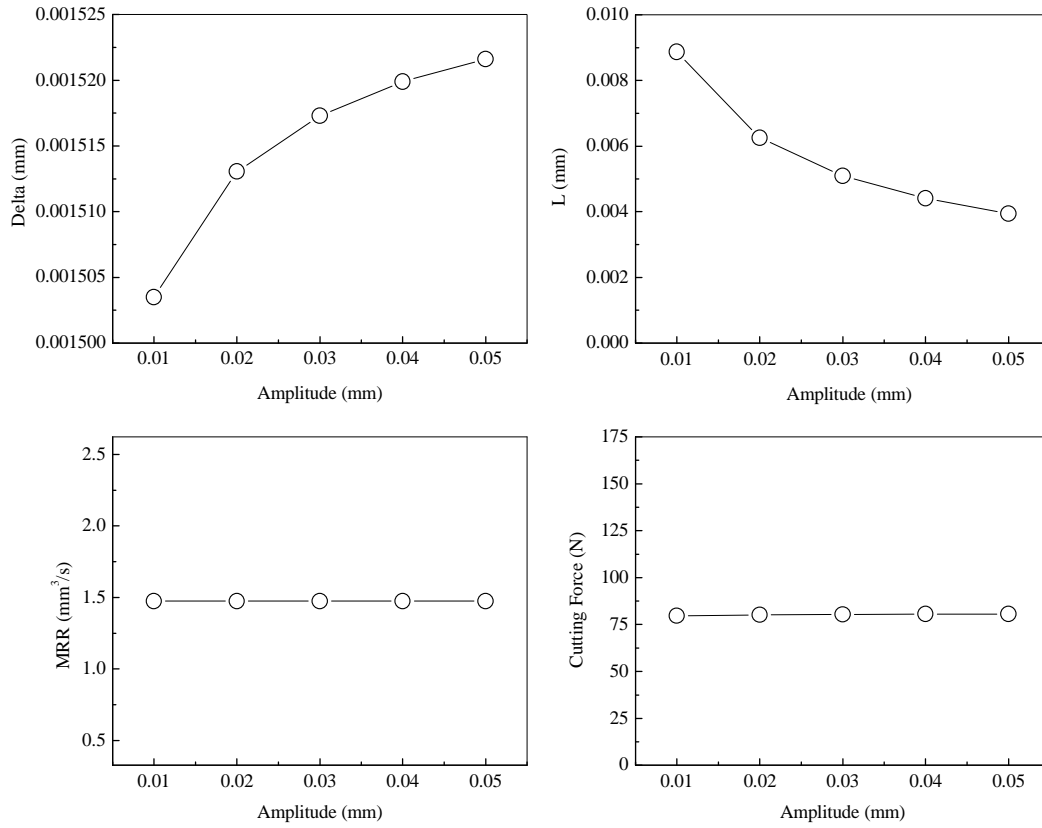 0.001525
0.001520
0.001515
0.001510
0.001505
0.001500
Delta (mm)
0.01 0.02 0.03 0.04 0.05
Amplitude (mm)
0.010
0.008
0.006
0.004
0.002
0.000
L (mm)
0.01 0.02 0.03 0.04 0.05
Amplitude (mm)
2.5
2.0
1.5
1.0
0.5
MRR (mm³/s)
0.01 0.02 0.03 0.04 0.05
Amplitude (mm)
175
150
125
100
75
50
25
0
Cutting Force (N)
0.01 0.02 0.03 0.04 0.05
Amplitude (mm)